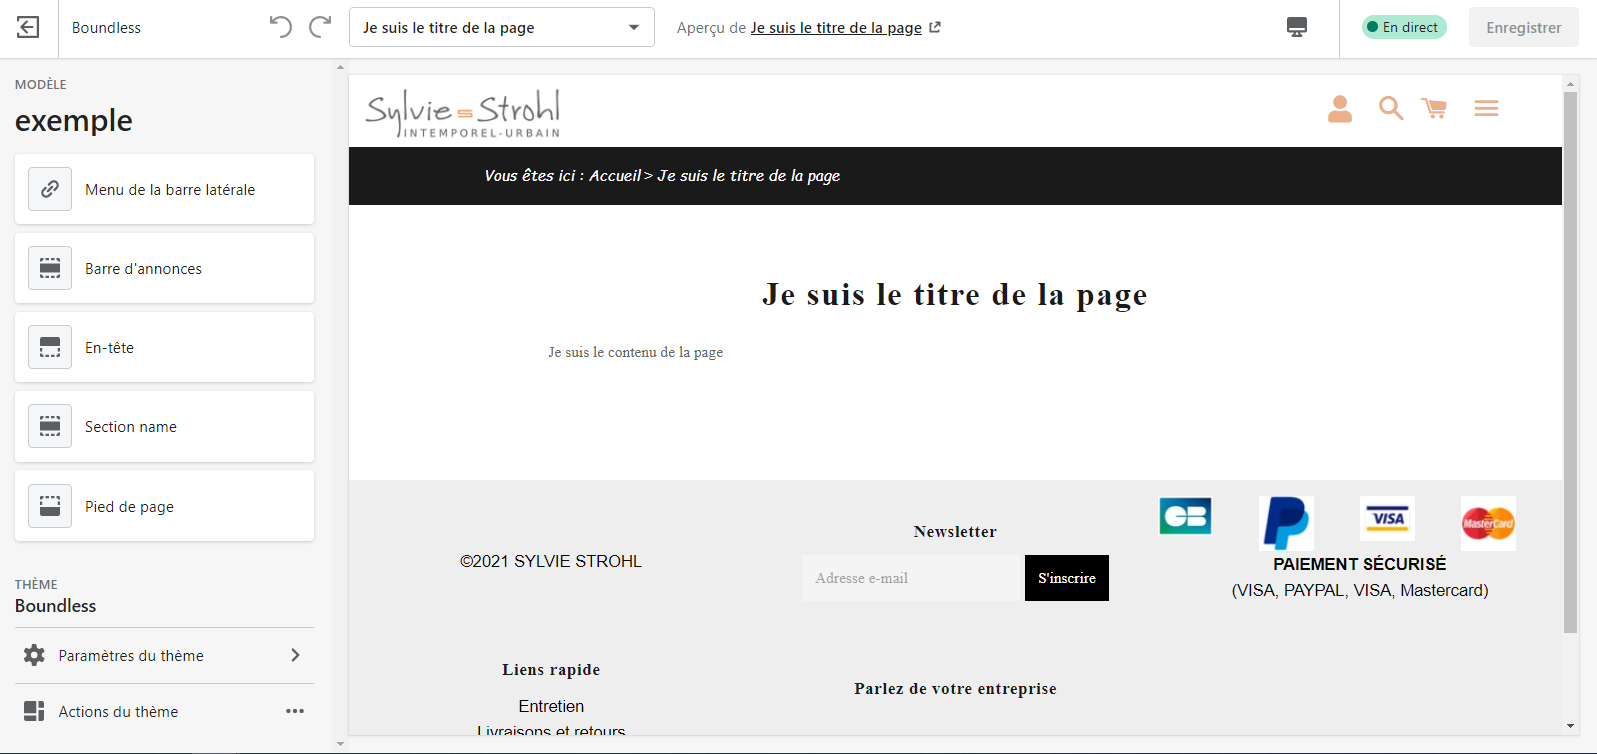 Boundless
Je suis le titre de la page
Aperçu de Je suis le titre de la page
En direct
Enregistrer
MODÈLE
exemple
Menu de la barre latérale
Barre d'annonces
En-tête
Section name
Pied de page
THÈME
Boundless
Paramètres du thème
Actions du thème
Sylvie Strohl
INTEMPOREL-URBAIN
Vous êtes ici : Accueil > Je suis le titre de la page
Je suis le titre de la page
Je suis le contenu de la page
©2021 SYLVIE STROHL
Newsletter
Adresse e-mail
S'inscrire
CB
VISA
MasterCard
PAIEMENT SÉCURISÉ
(VISA, PAYPAL, VISA, Mastercard)
Liens rapide
Entretien
Livraisons et retours
Parlez de votre entreprise